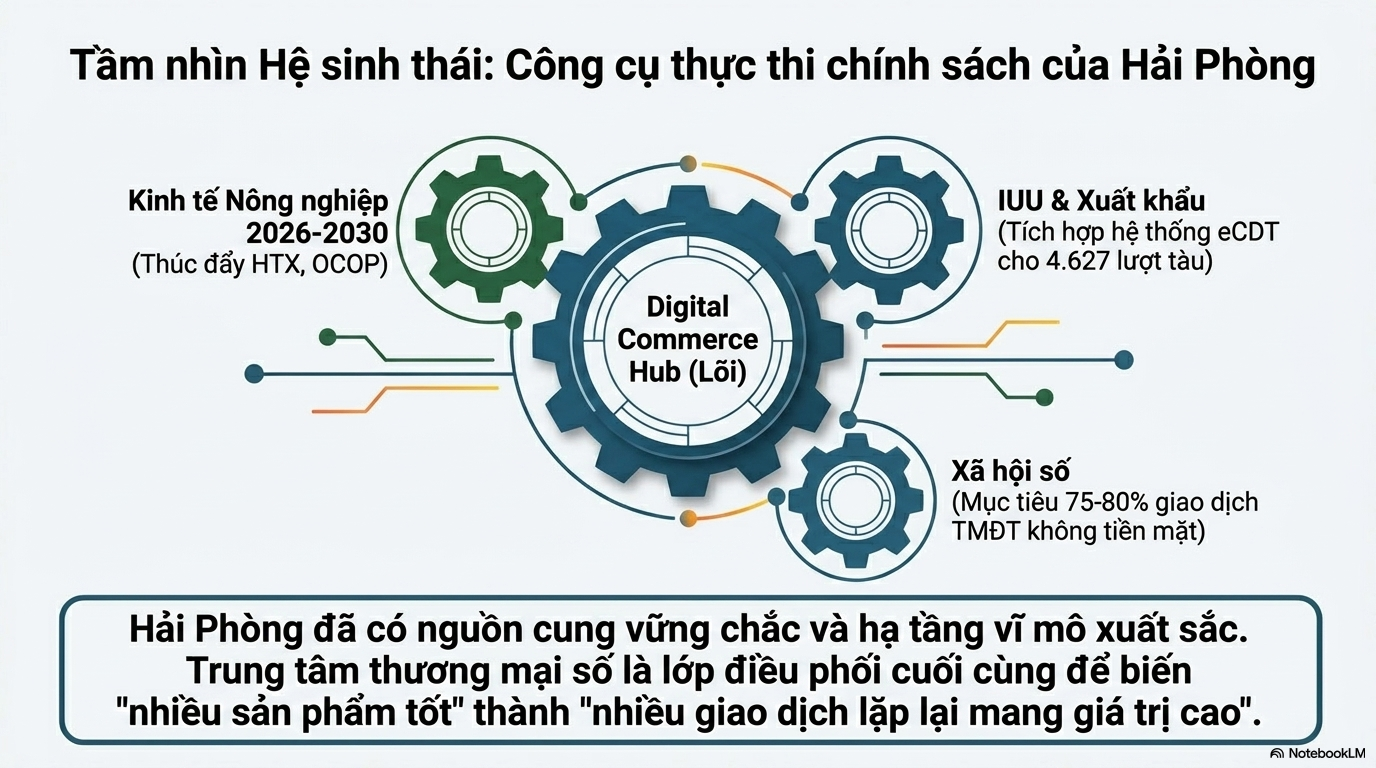 Tầm nhìn Hệ sinh thái: Công cụ thực thi chính sách của Hải Phòng
Kinh tế Nông nghiệp
2026-2030
(Thúc đẩy HTX, OCOP)
Digital
Commerce
Hub (Lõi)
IUU & Xuất khẩu
(Tích hợp hệ thống eCDT
cho 4.627 lượt tàu)
Xã hội số
(Mục tiêu 75-80% giao dịch
TMĐT không tiền mặt)
Hải Phòng đã có nguồn cung vững chắc và hạ tầng vĩ mô xuất sắc.
Trung tâm thương mại số là lớp điều phối cuối cùng để biến
"nhiều sản phẩm tốt" thành "nhiều giao dịch lặp lại mang giá trị cao".
NotebookLM